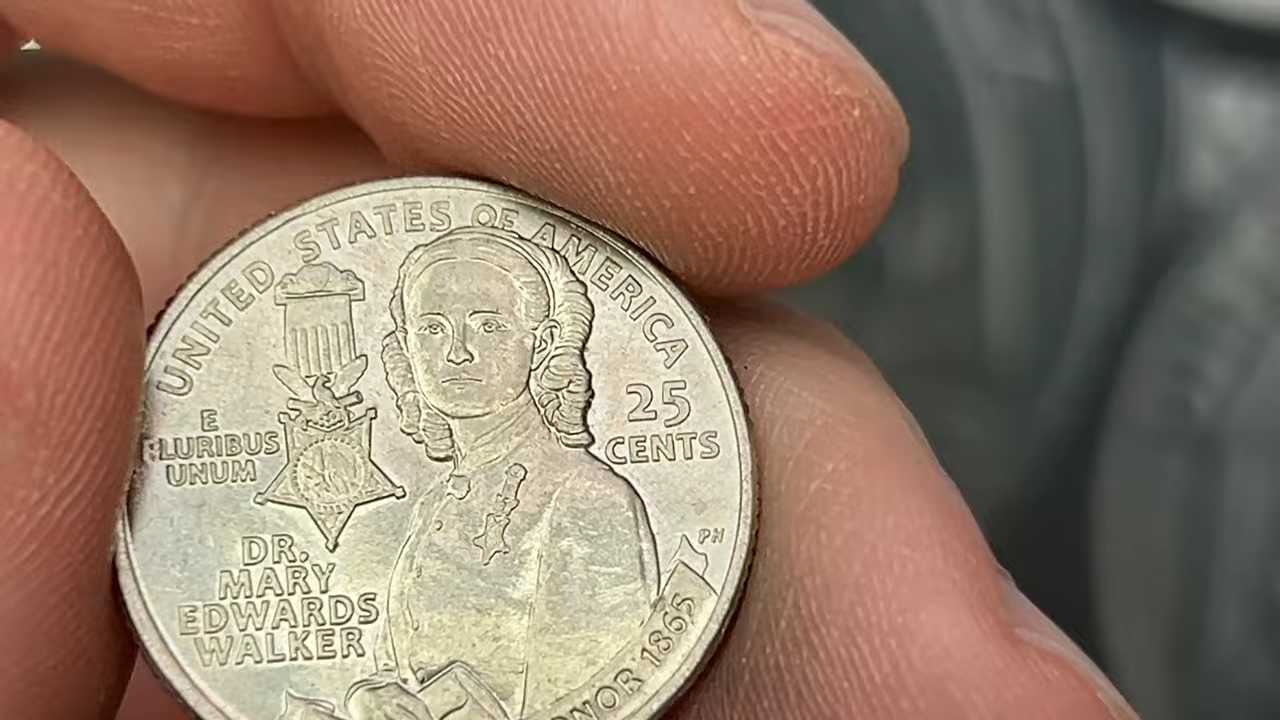 UNITED STATES OF AMERICA
E
PLURIBUS
UNUM
25
CENTS
DR.
MARY
EDWARDS
WALKER
PH
1865